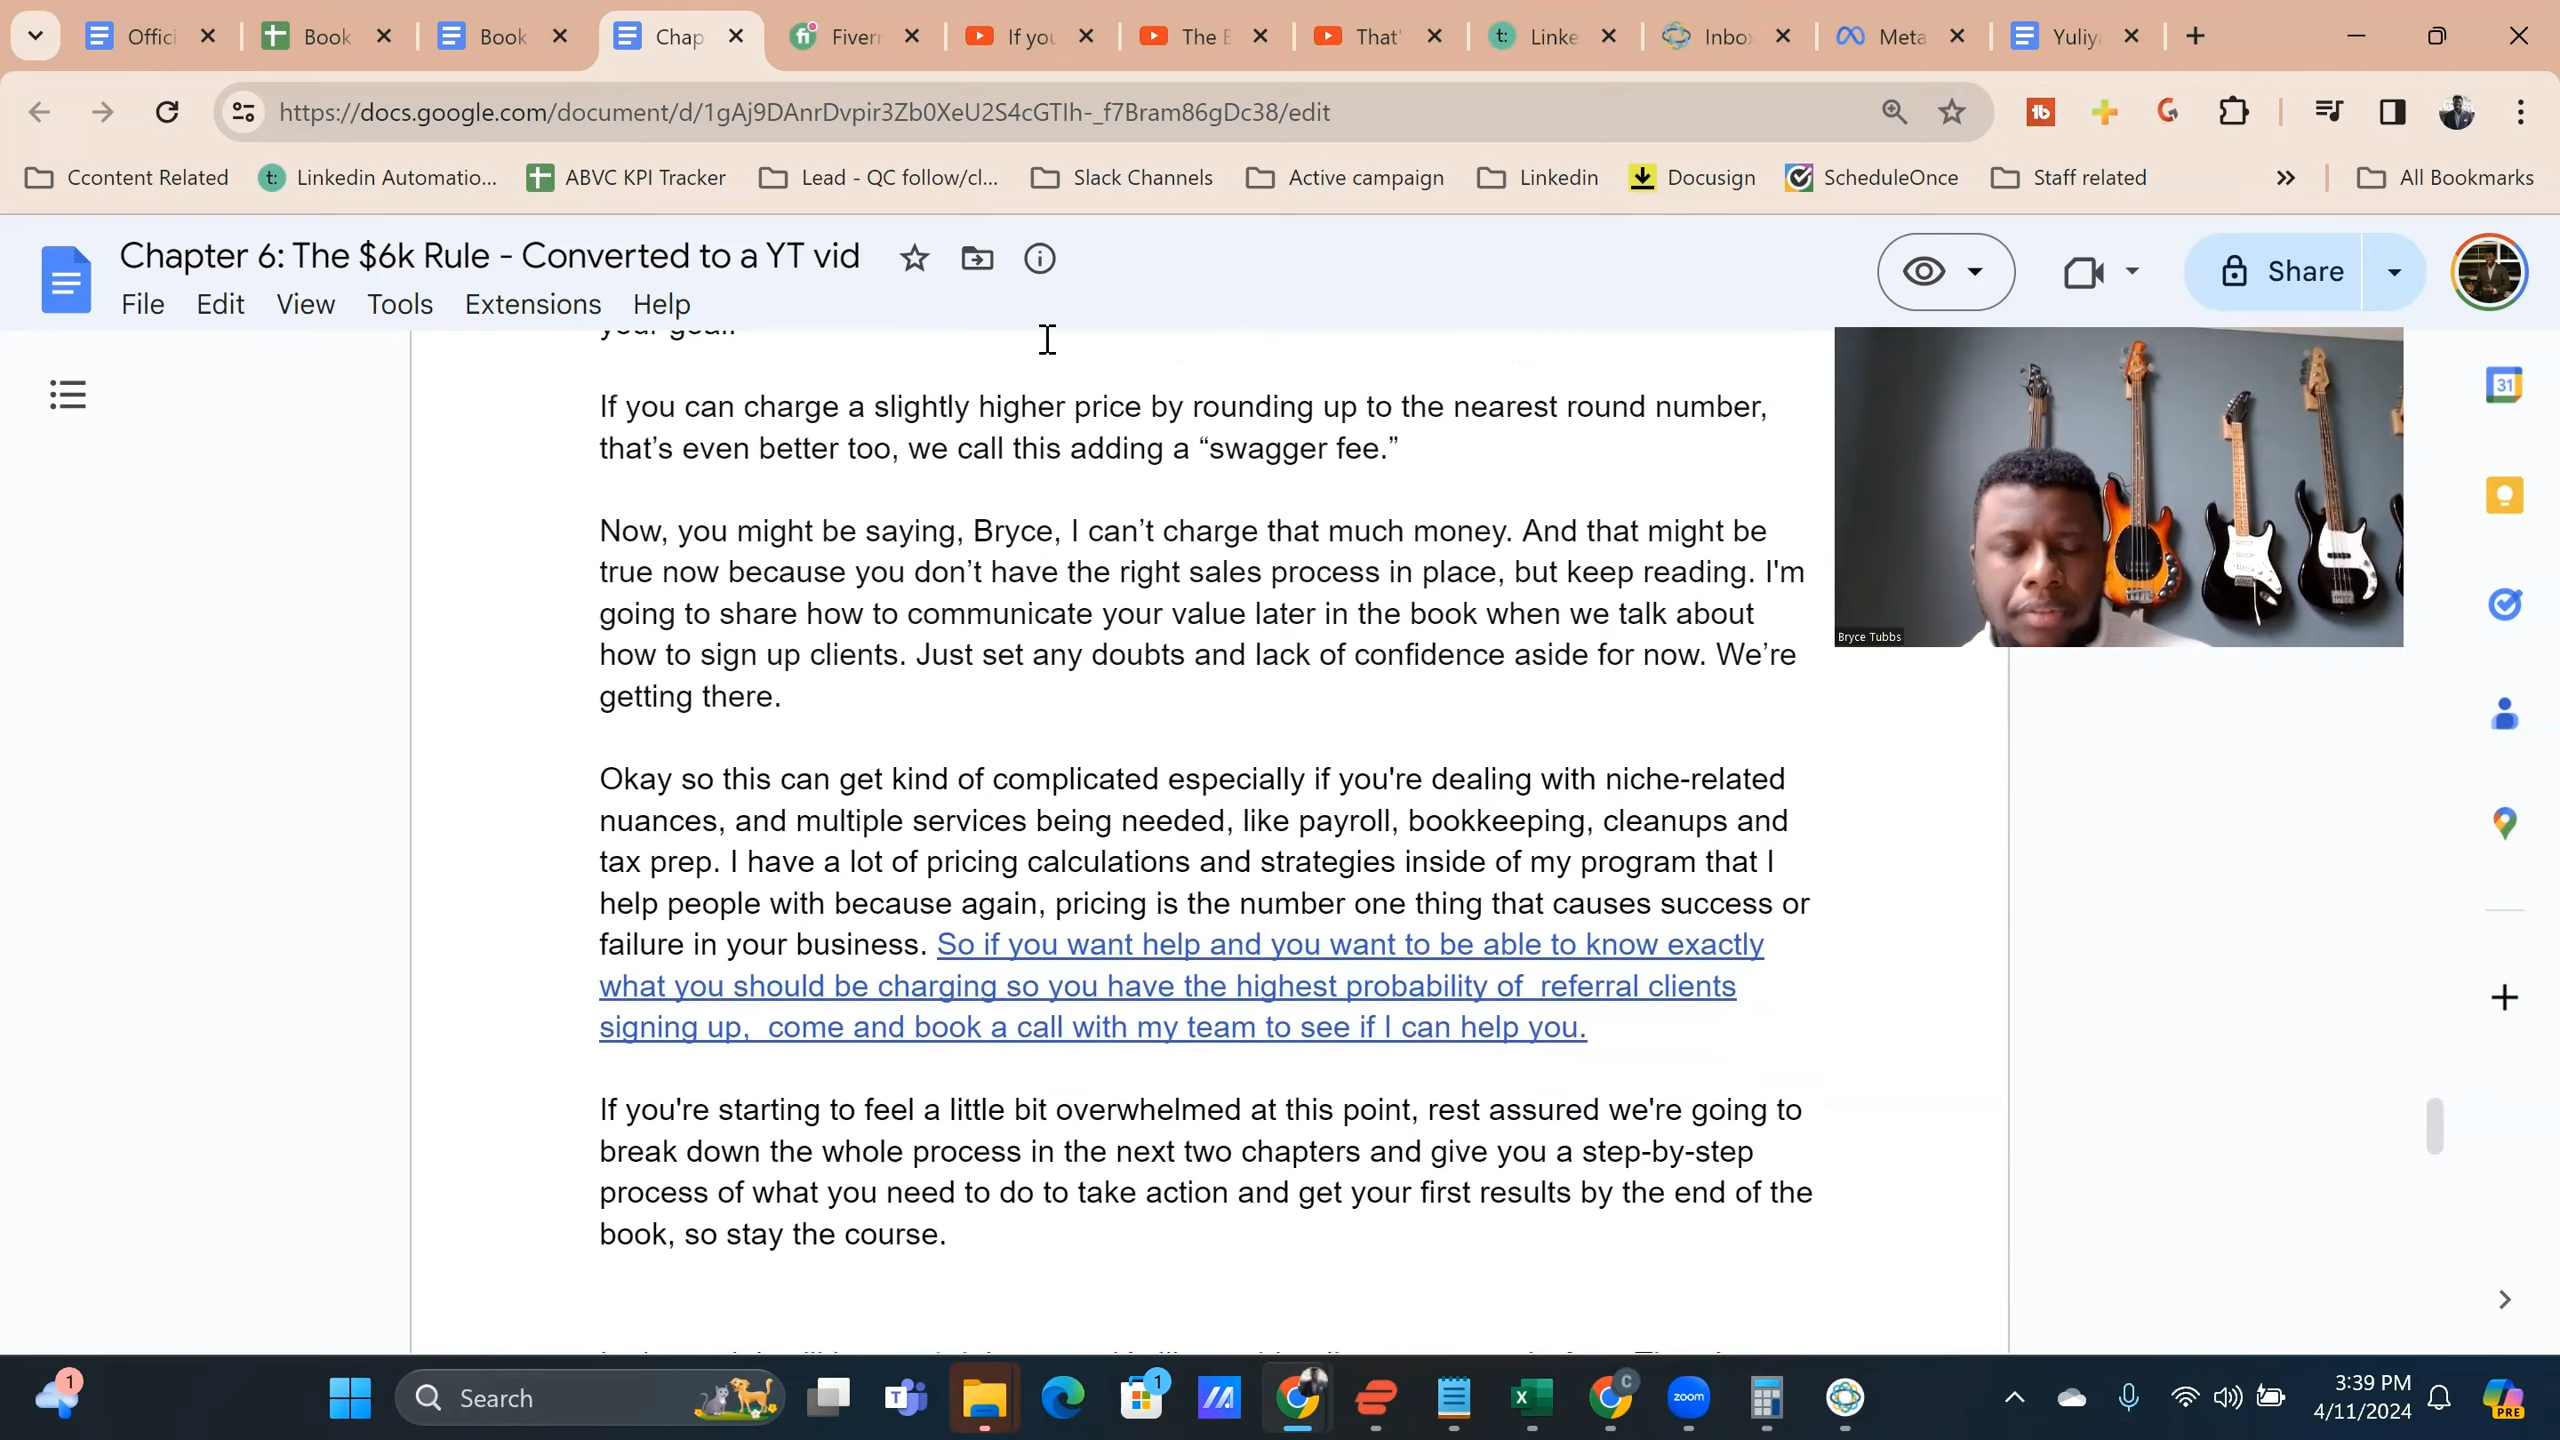 Offici
Book
Book
Chap
Fiverr
If you
The E
That'
Linke
Inbo
Meta
Yuliy
https://docs.google.com/document/d/1gAj9DAnrDvpir3Zb0XeU2S4cGTIh-_f7Bram86gDc38/edit
Ccontent Related
Linkedin Automatio...
ABVC KPI Tracker
Lead - QC follow/cl...
Slack Channels
Active campaign
Linkedin
Docusign
ScheduleOnce
Staff related
All Bookmarks
Chapter 6: The $6k Rule - Converted to a YT vid
File Edit View Tools Extensions Help
Share
your goal.
If you can charge a slightly higher price by rounding up to the nearest round number,
that’s even better too, we call this adding a “swagger fee.”
Now, you might be saying, Bryce, I can’t charge that much money. And that might be
true now because you don’t have the right sales process in place, but keep reading. I'm
going to share how to communicate your value later in the book when we talk about
how to sign up clients. Just set any doubts and lack of confidence aside for now. We’re
getting there.
Okay so this can get kind of complicated especially if you're dealing with niche-related
nuances, and multiple services being needed, like payroll, bookkeeping, cleanups and
tax prep. I have a lot of pricing calculations and strategies inside of my program that I
help people with because again, pricing is the number one thing that causes success or
failure in your business. So if you want help and you want to be able to know exactly
what you should be charging so you have the highest probability of  referral clients
signing up,  come and book a call with my team to see if I can help you.
If you're starting to feel a little bit overwhelmed at this point, rest assured we're going to
break down the whole process in the next two chapters and give you a step-by-step
process of what you need to do to take action and get your first results by the end of the
book, so stay the course.
Bryce Tubbs
31
1
Search
1
C
zoom
3:39 PM
4/11/2024
PRE